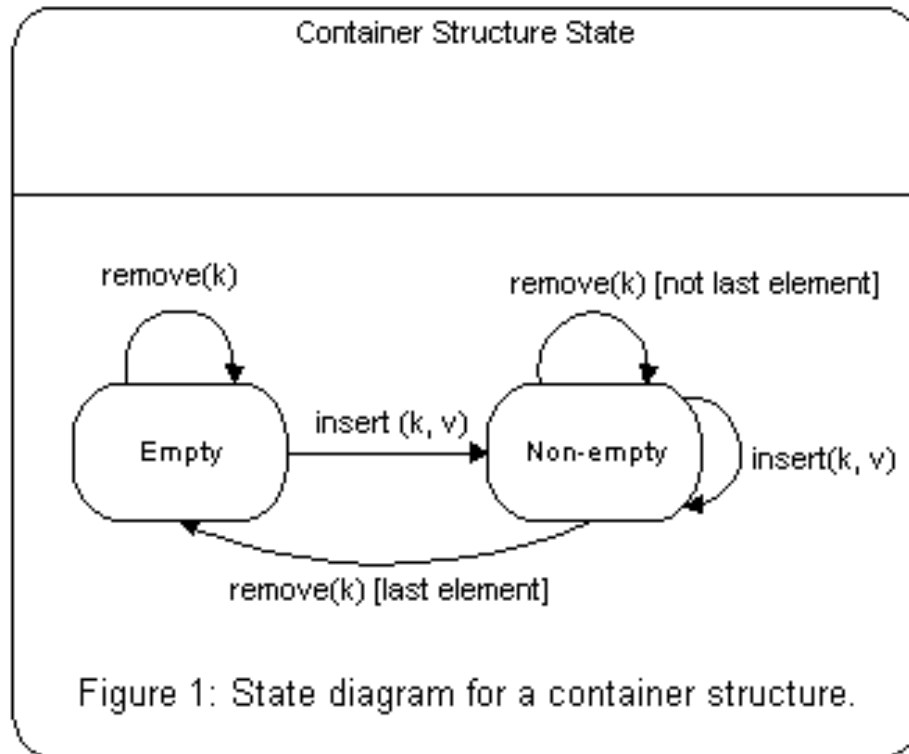 Container Structure State
remove(k)
remove(k) [not last element]
insert (k, v)
Empty
Non-empty
insert(k, v)
remove(k) [last element]
Figure 1: State diagram for a container structure.